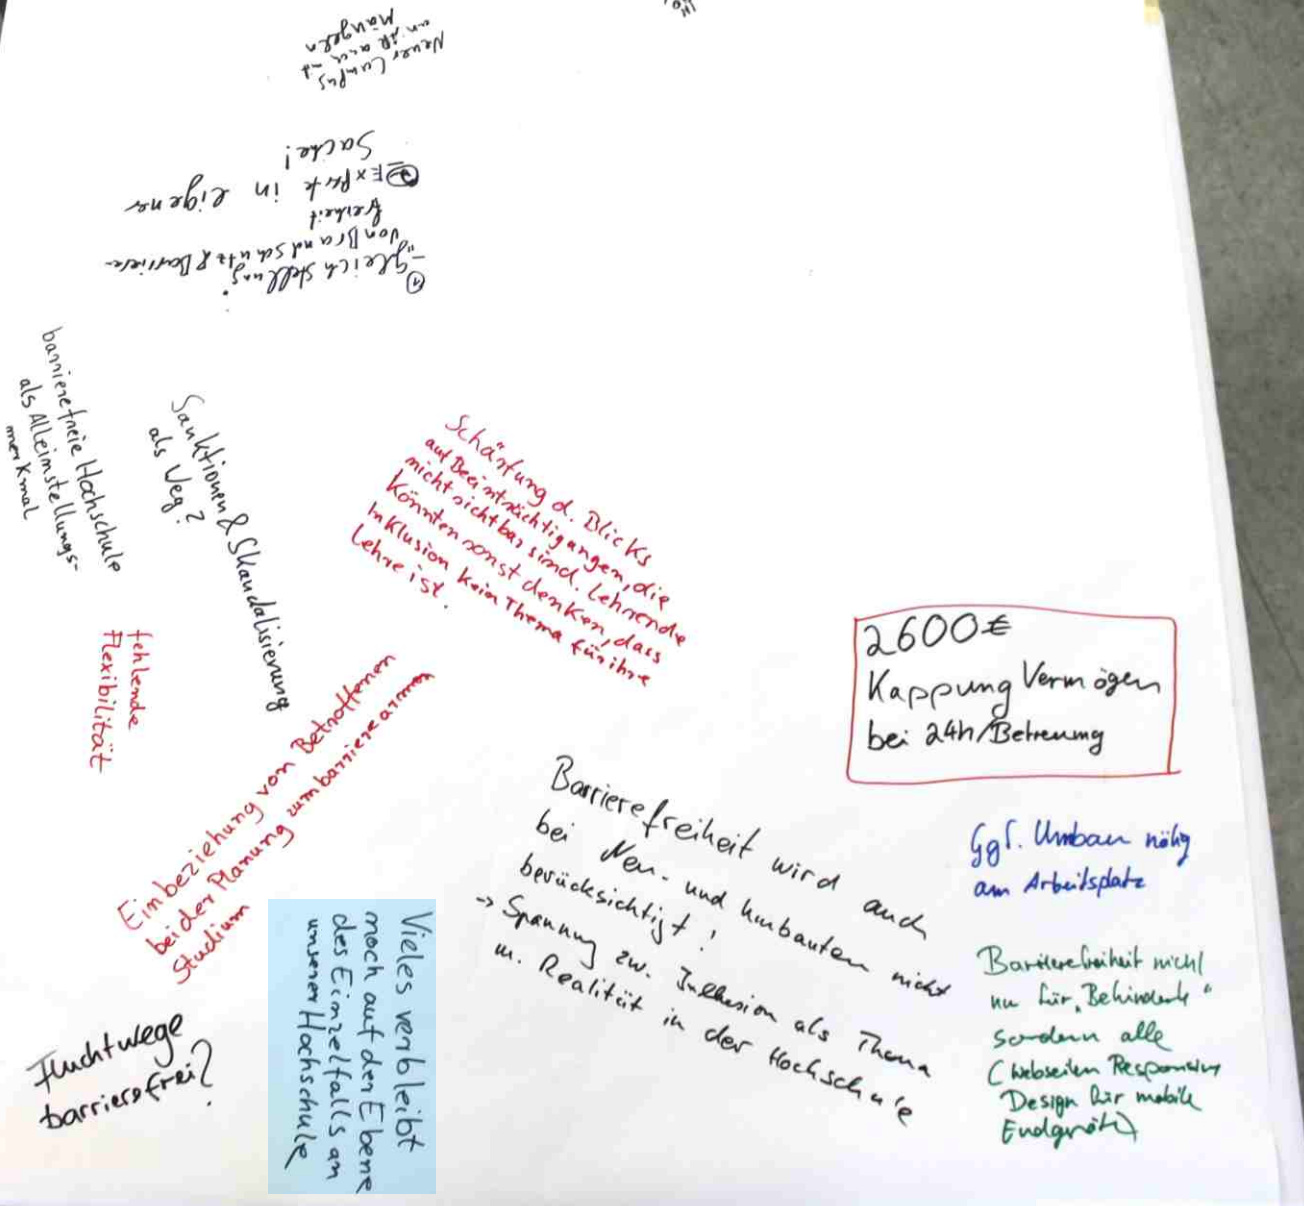 Neuer Campus
Mängeln
① "gleichstellung"
von Brandschutz & Barriere-
freiheit
② Experte in eigener
Sache!
barrierefreie Hochschule
als Alleinstellungs-
merkmal
Sanktionen & Skandalisierung
als Weg?
Schärfung d. Blicks
auf Beeinträchtigungen, die
nicht sichtbar sind. Lehrende
könnten sonst denken, dass
Inklusion kein Thema für ihre
Lehre ist.
fehlende
Flexibilität
Einbeziehung von Betroffenen
bei der Planung zum barrierearmen
Studium
2600€
Kappung Vermögen
bei 24h/Betreuung
Barrierefreiheit wird auch
bei Neu- und Umbauten nicht
berücksichtigt!
→ Spannung zw. Inklusion als Thema
m. Realität in der Hochschule
Ggf. Umbau nötig
am Arbeitsplatz
Barrierefreiheit nicht
nur für „Behinderte“
sondern alle
(Webseiten Responsive
Design für mobile
Endgeräte)
Vieles verbleibt
noch auf der Ebene
des Einzelfalls an
unserer Hochschule
Fluchtwege
barrierefrei?